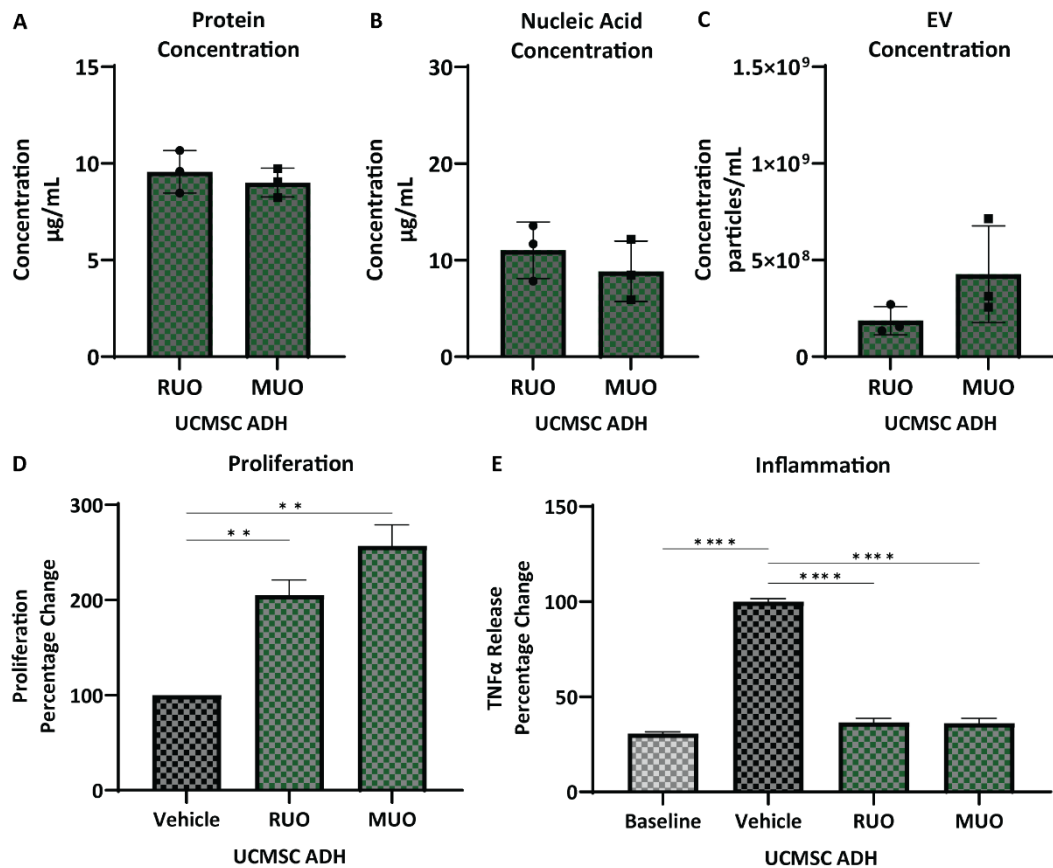 A
Protein
Concentration
Concentration
µg/mL
15
10
5
0
RUO
MUO
UCMSC ADH
B
Nucleic Acid
Concentration
Concentration
µg/mL
30
20
10
0
RUO
MUO
UCMSC ADH
C
EV
Concentration
Concentration
particles/mL
1.5×10⁹
1×10⁹
5×10⁸
0
RUO
MUO
UCMSC ADH
D
Proliferation
Proliferation
Percentage Change
300
200
100
0
* *
* *
Vehicle
RUO
MUO
UCMSC ADH
E
Inflammation
TNFα Release
Percentage Change
150
100
50
0
****
****
****
Baseline
Vehicle
RUO
MUO
UCMSC ADH